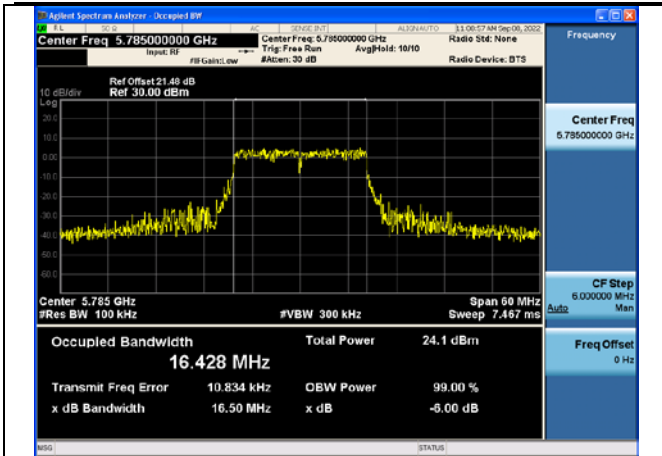 Agilent Spectrum Analyzer - Occupied BW
RL 50 Ω AC SENSE:INT ALIGNAUTO 11:08:57 AM Sep 08, 2022
Center Freq 5.785000000 GHz
Input: RF
#IFGain:Low
Center Freq: 5.785000000 GHz
Trig: Free Run Avg|Hold: 10/10
#Atten: 30 dB
Radio Std: None
Radio Device: BTS
Frequency
Ref Offset 21.48 dB
10 dB/div Ref 30.00 dBm
Log
20.0
10.0
0.00
-10.0
-20.0
-30.0
-40.0
-50.0
-60.0
Center Freq
5.785000000 GHz
Center 5.785 GHz Span 60 MHz
#Res BW 100 kHz #VBW 300 kHz Sweep 7.467 ms
CF Step
6.000000 MHz
Auto Man
Occupied Bandwidth Total Power 24.1 dBm
16.428 MHz
Transmit Freq Error 10.834 kHz OBW Power 99.00 %
x dB Bandwidth 16.50 MHz x dB -6.00 dB
Freq Offset
0 Hz
MSG STATUS